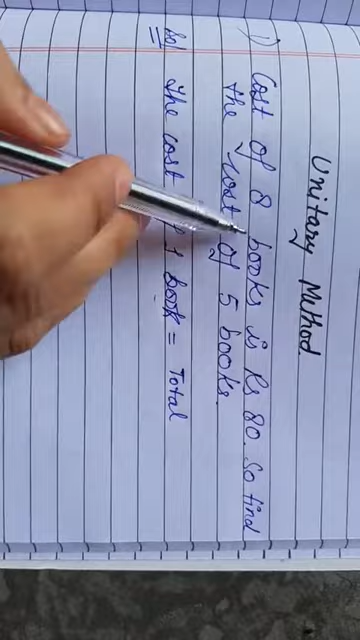 Unitary Method
1) Cost of 8 books is Rs 80. So find
the cost of 5 books.
Sol The cost 1 book = Total